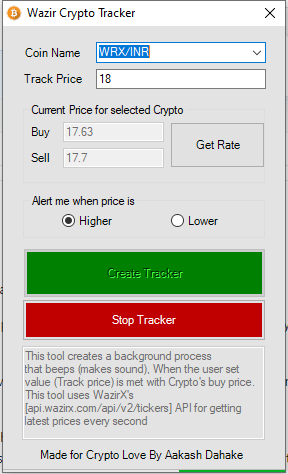 Wazir Crypto Tracker
Coin Name WRX/INR
Track Price 18
Current Price for selected Crypto
Buy 17.63
Get Rate
Sell 17.7
Alert me when price is
Higher Lower
Create Tracker
Stop Tracker
This tool creates a background process
that beeps (makes sound), When the user set
value (Track price) is met with Crypto's buy price.
This tool uses WazirX's
[api.wazirx.com/api/v2/tickers] API for getting
latest prices every second
Made for Crypto Love By Aakash Dahake